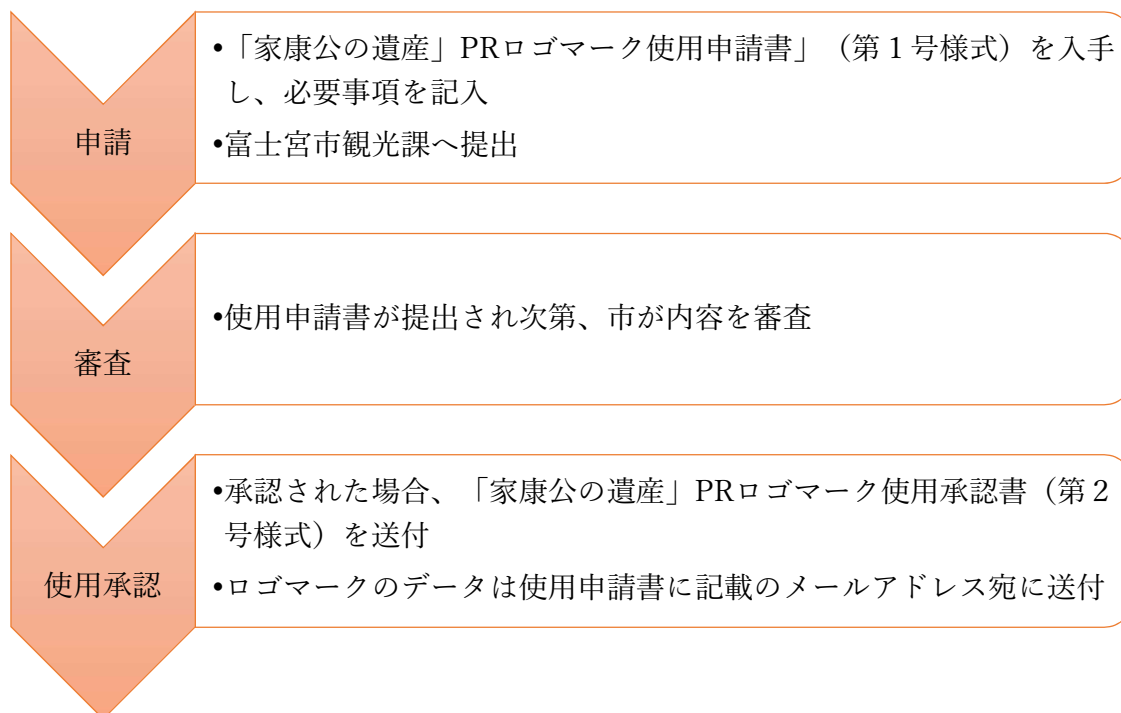 申請
•「家康公の遺産」PRロゴマーク使用申請書」（第１号様式）を入手
し、必要事項を記入
•富士宮市観光課へ提出
審査
•使用申請書が提出され次第、市が内容を審査
使用承認
•承認された場合、「家康公の遺産」PRロゴマーク使用承認書（第２
号様式）を送付
•ロゴマークのデータは使用申請書に記載のメールアドレス宛に送付